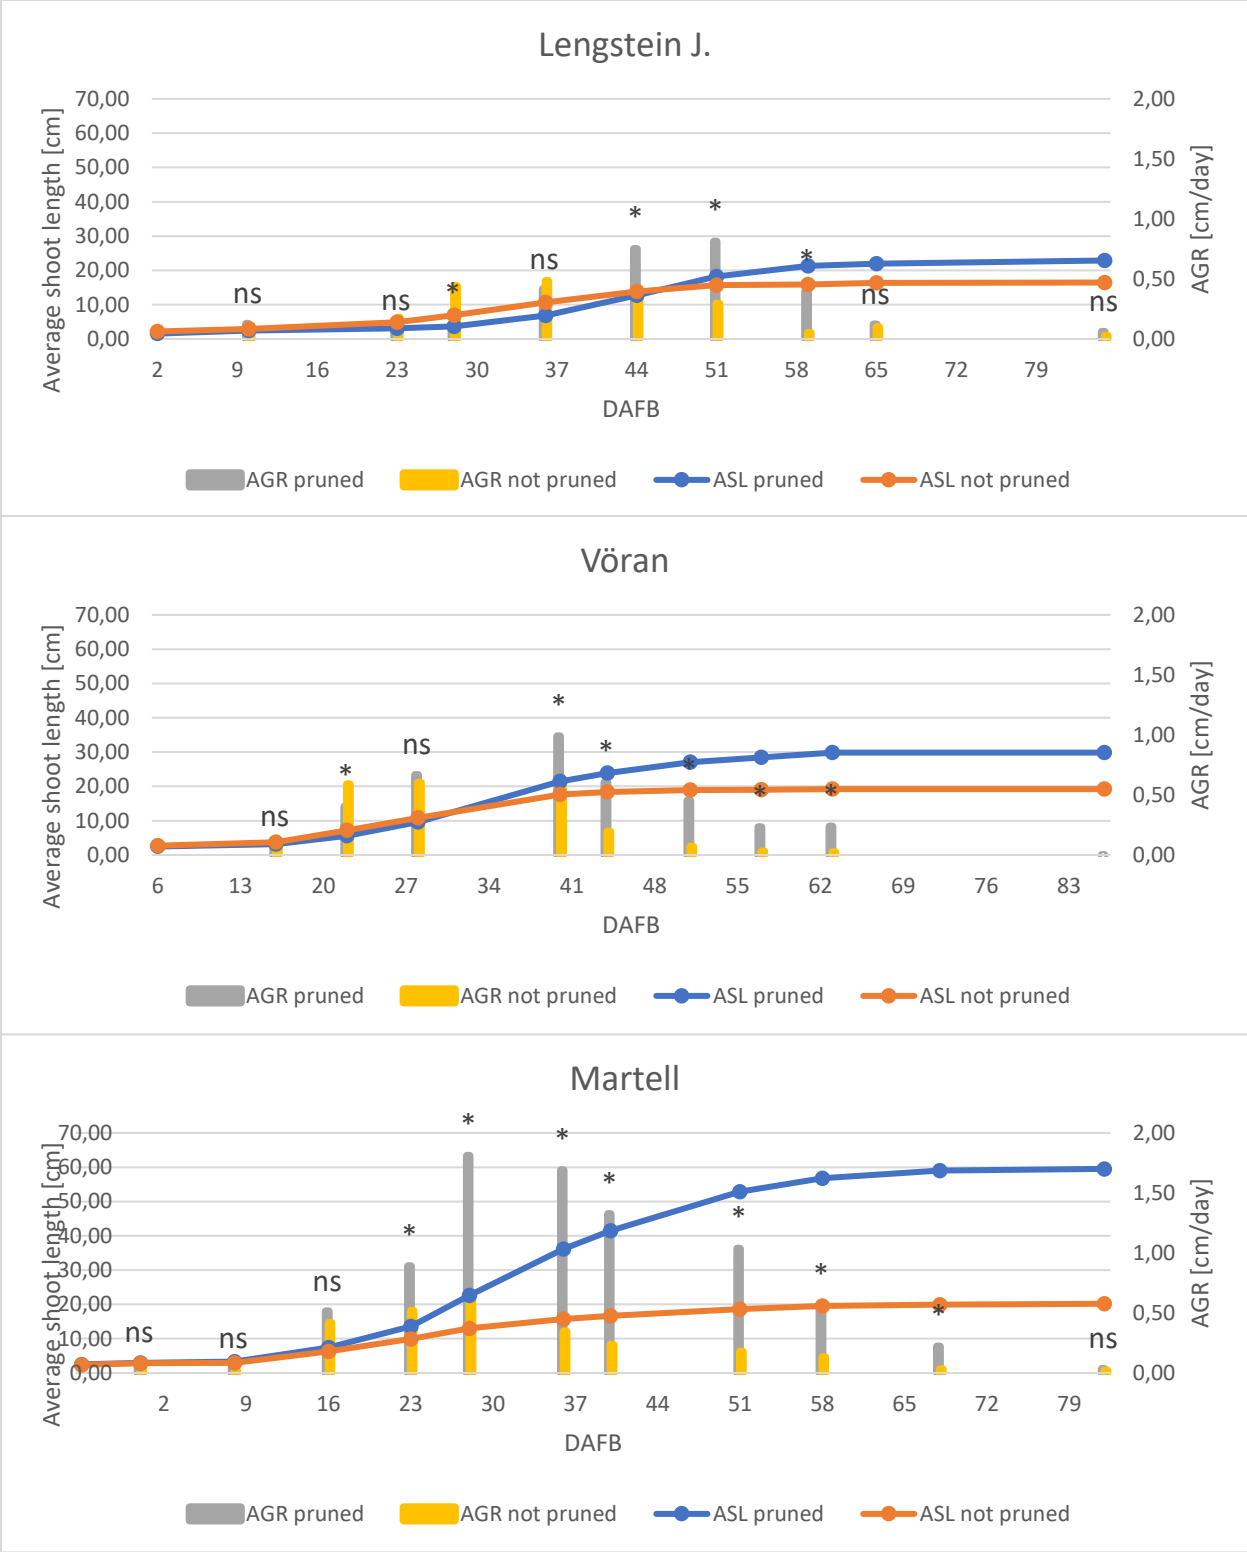 Lengstein J.
Average shoot length [cm]
70,00
60,00
50,00
40,00
30,00
20,00
10,00
0,00
2,00
1,50
1,00
0,50
0,00
AGR [cm/day]
ns
ns
*
ns
*
*
*
ns
ns
2 9 16 23 30 37 44 51 58 65 72 79
DAFB
AGR pruned AGR not pruned ASL pruned ASL not pruned
Vöran
Average shoot length [cm]
70,00
60,00
50,00
40,00
30,00
20,00
10,00
0,00
2,00
1,50
1,00
0,50
0,00
AGR [cm/day]
ns
*
ns
*
*
*
*
*
6 13 20 27 34 41 48 55 62 69 76 83
DAFB
AGR pruned AGR not pruned ASL pruned ASL not pruned
Martell
Average shoot length [cm]
70,00
60,00
50,00
40,00
30,00
20,00
10,00
0,00
2,00
1,50
1,00
0,50
0,00
AGR [cm/day]
ns
ns
ns
*
*
*
*
*
*
*
ns
2 9 16 23 30 37 44 51 58 65 72 79
DAFB
AGR pruned AGR not pruned ASL pruned ASL not pruned